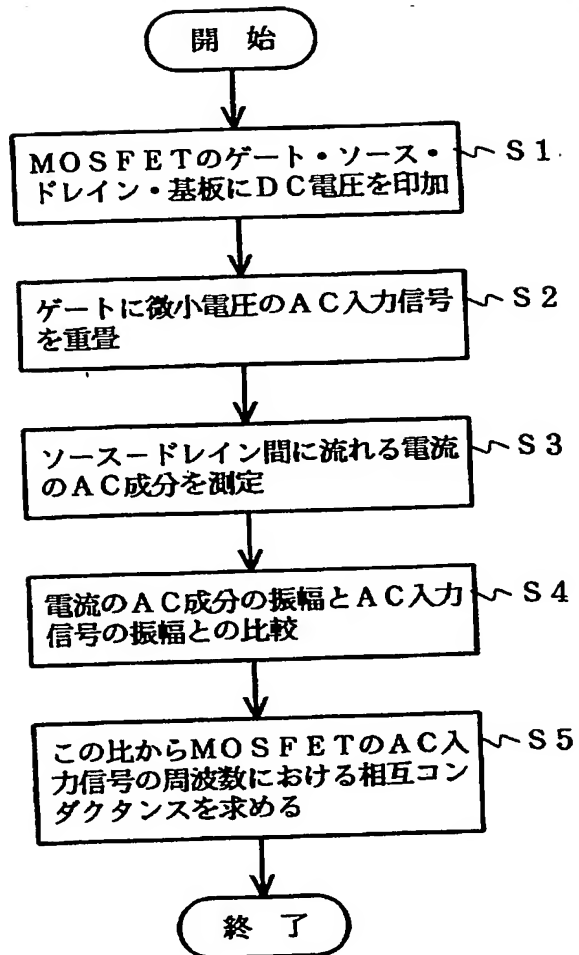 開 始
MOSFETのゲート・ソース・
ドレイン・基板にDC電圧を印加
S1
ゲートに微小電圧のAC入力信号
を重畳
S2
ソース－ドレイン間に流れる電流
のAC成分を測定
S3
電流のAC成分の振幅とAC入力
信号の振幅との比較
S4
この比からMOSFETのAC入
力信号の周波数における相互コン
ダクタンスを求める
S5
終 了